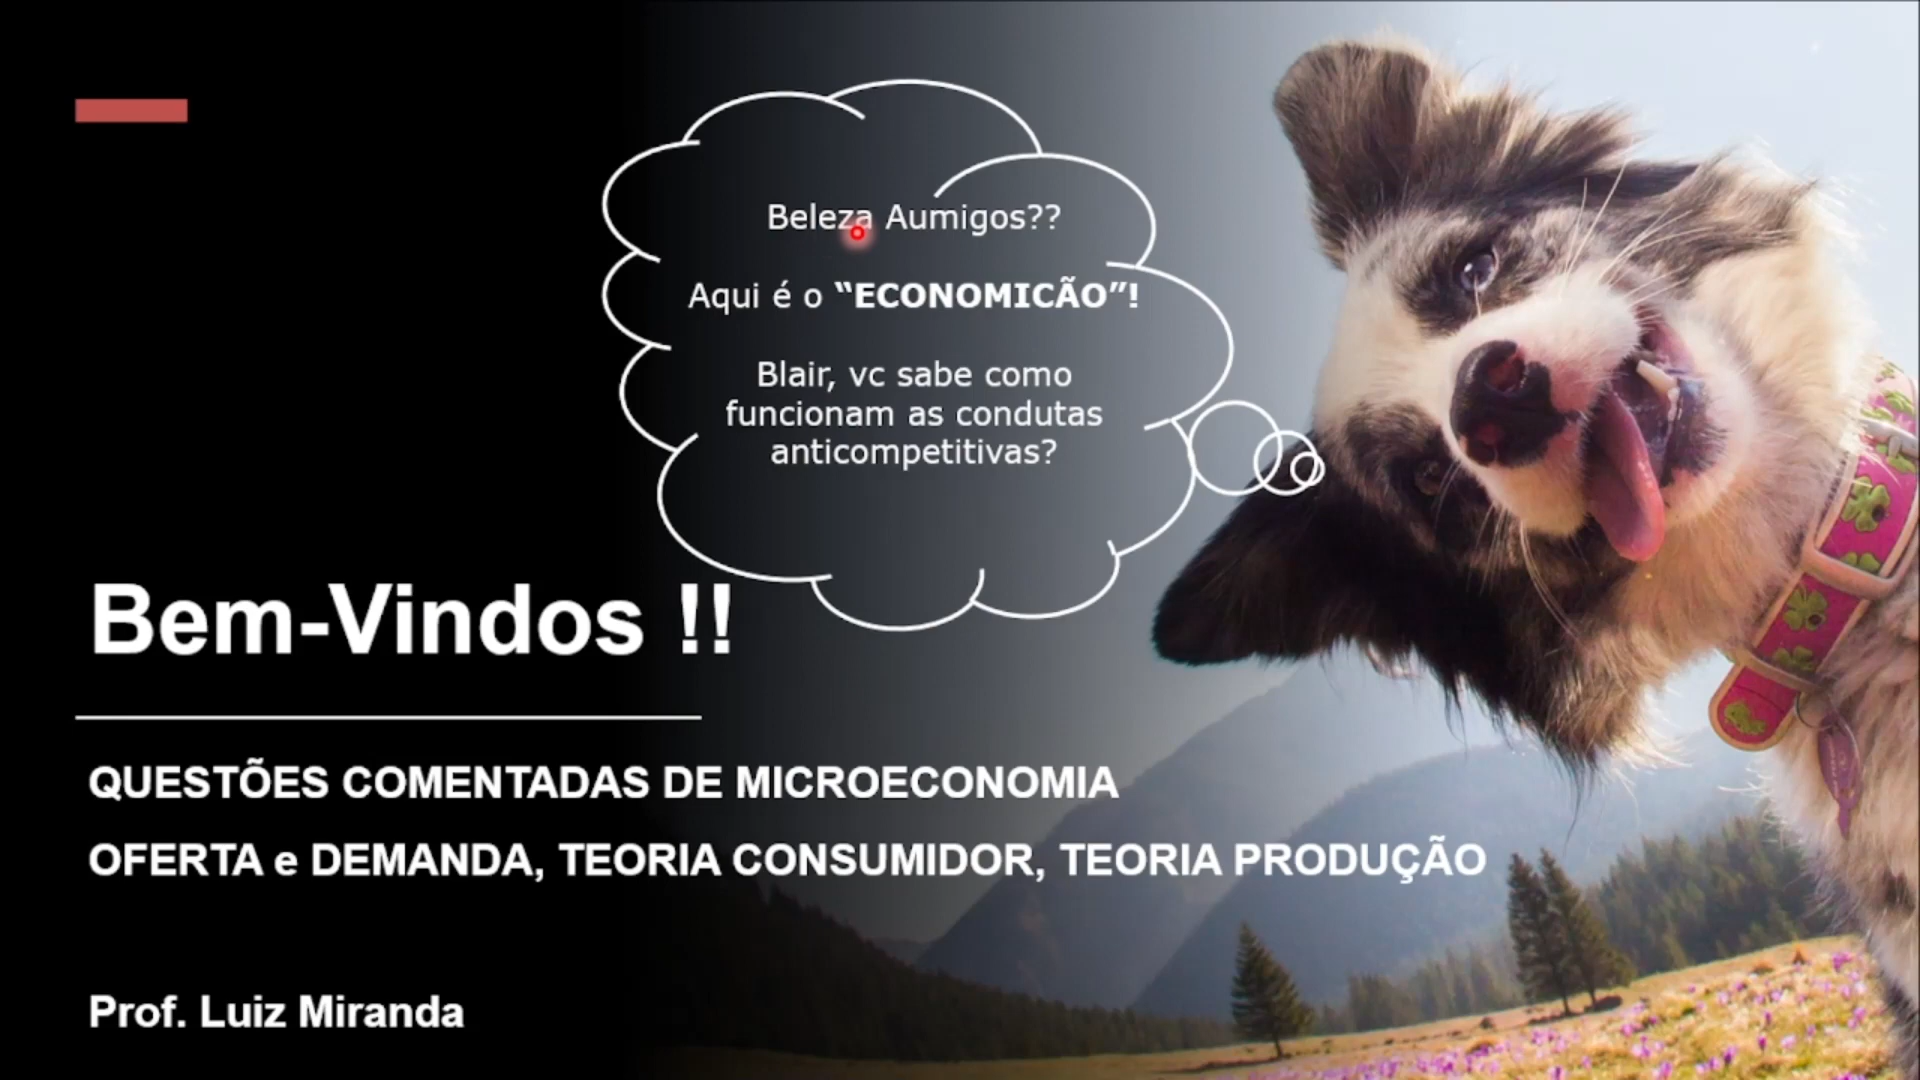 Beleza Aumigos??
Aqui é o “ECONOMICÃO”!
Blair, vc sabe como
funcionam as condutas
anticompetitivas?
Bem-Vindos !!
QUESTÕES COMENTADAS DE MICROECONOMIA
OFERTA e DEMANDA, TEORIA CONSUMIDOR, TEORIA PRODUÇÃO
Prof. Luiz Miranda